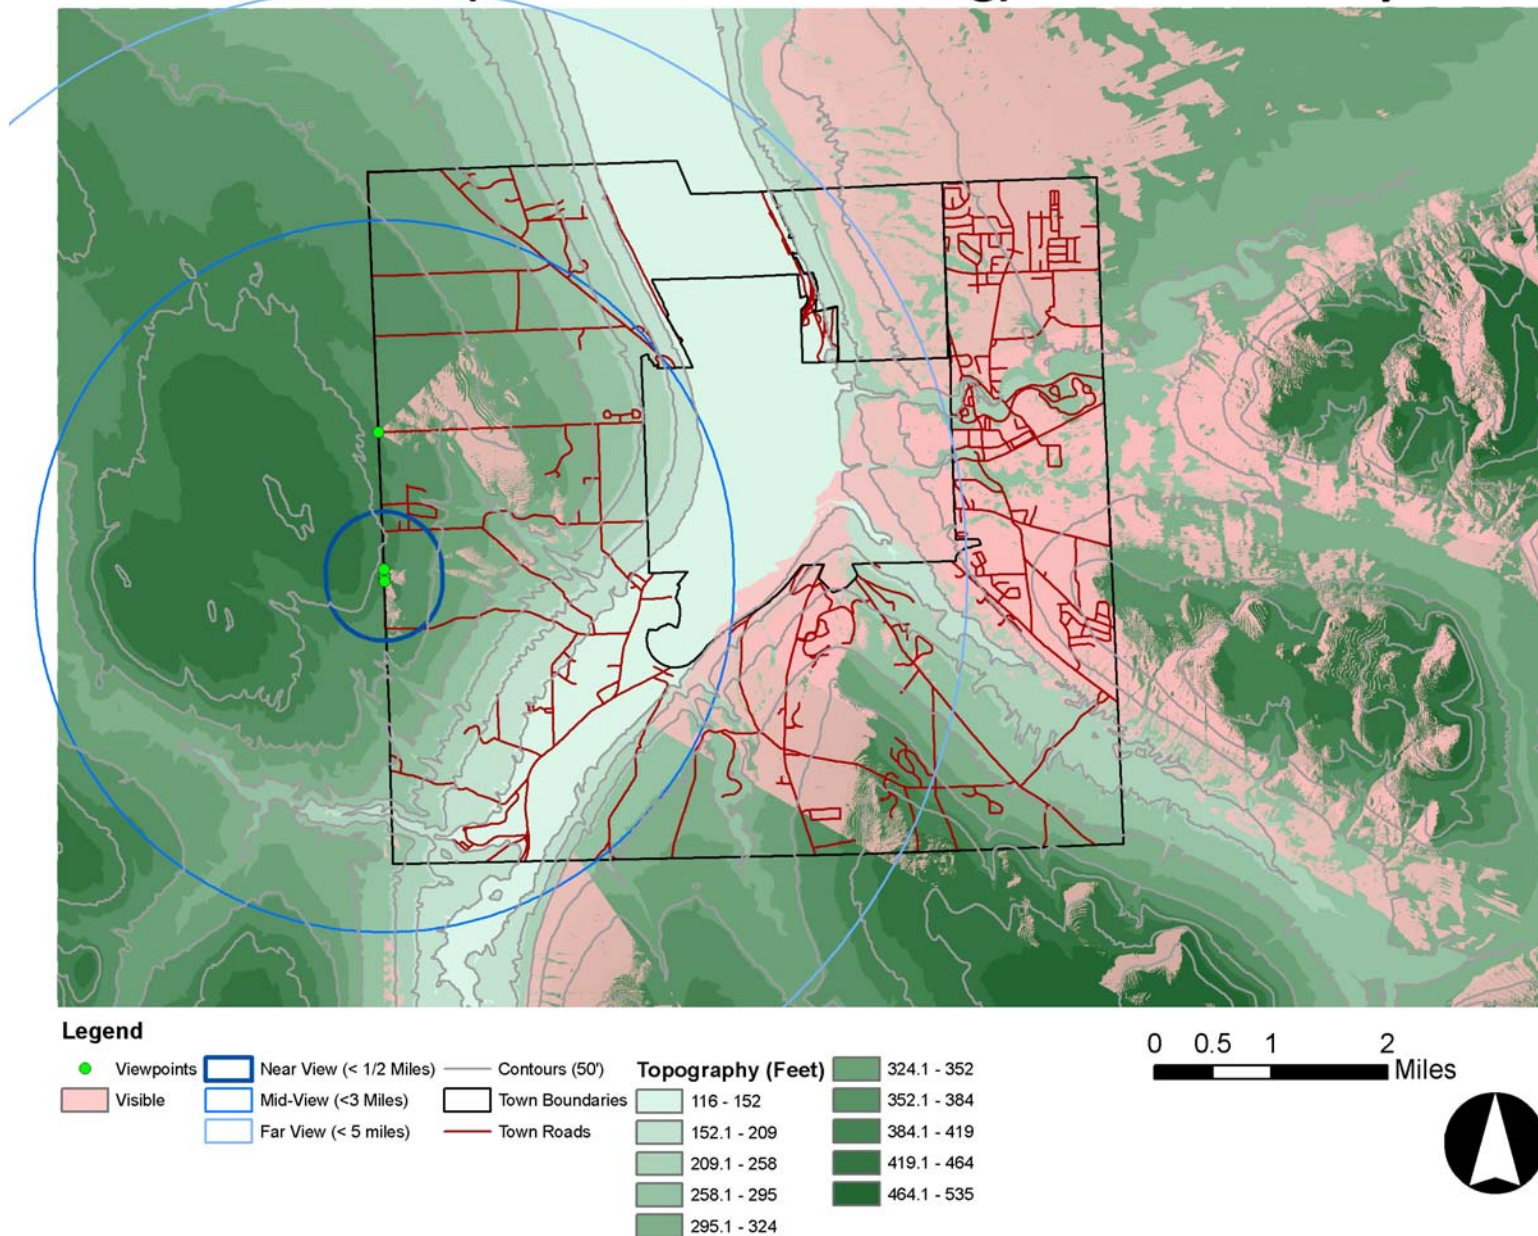 Legend
Viewpoints
Visible
Near View (< 1/2 Miles)
Mid-View (<3 Miles)
Far View (< 5 miles)
Contours (50')
Town Boundaries
Town Roads
Topography (Feet)
116 - 152
152.1 - 209
209.1 - 258
258.1 - 295
295.1 - 324
324.1 - 352
352.1 - 384
384.1 - 419
419.1 - 464
464.1 - 535
0 0.5 1 2
Miles